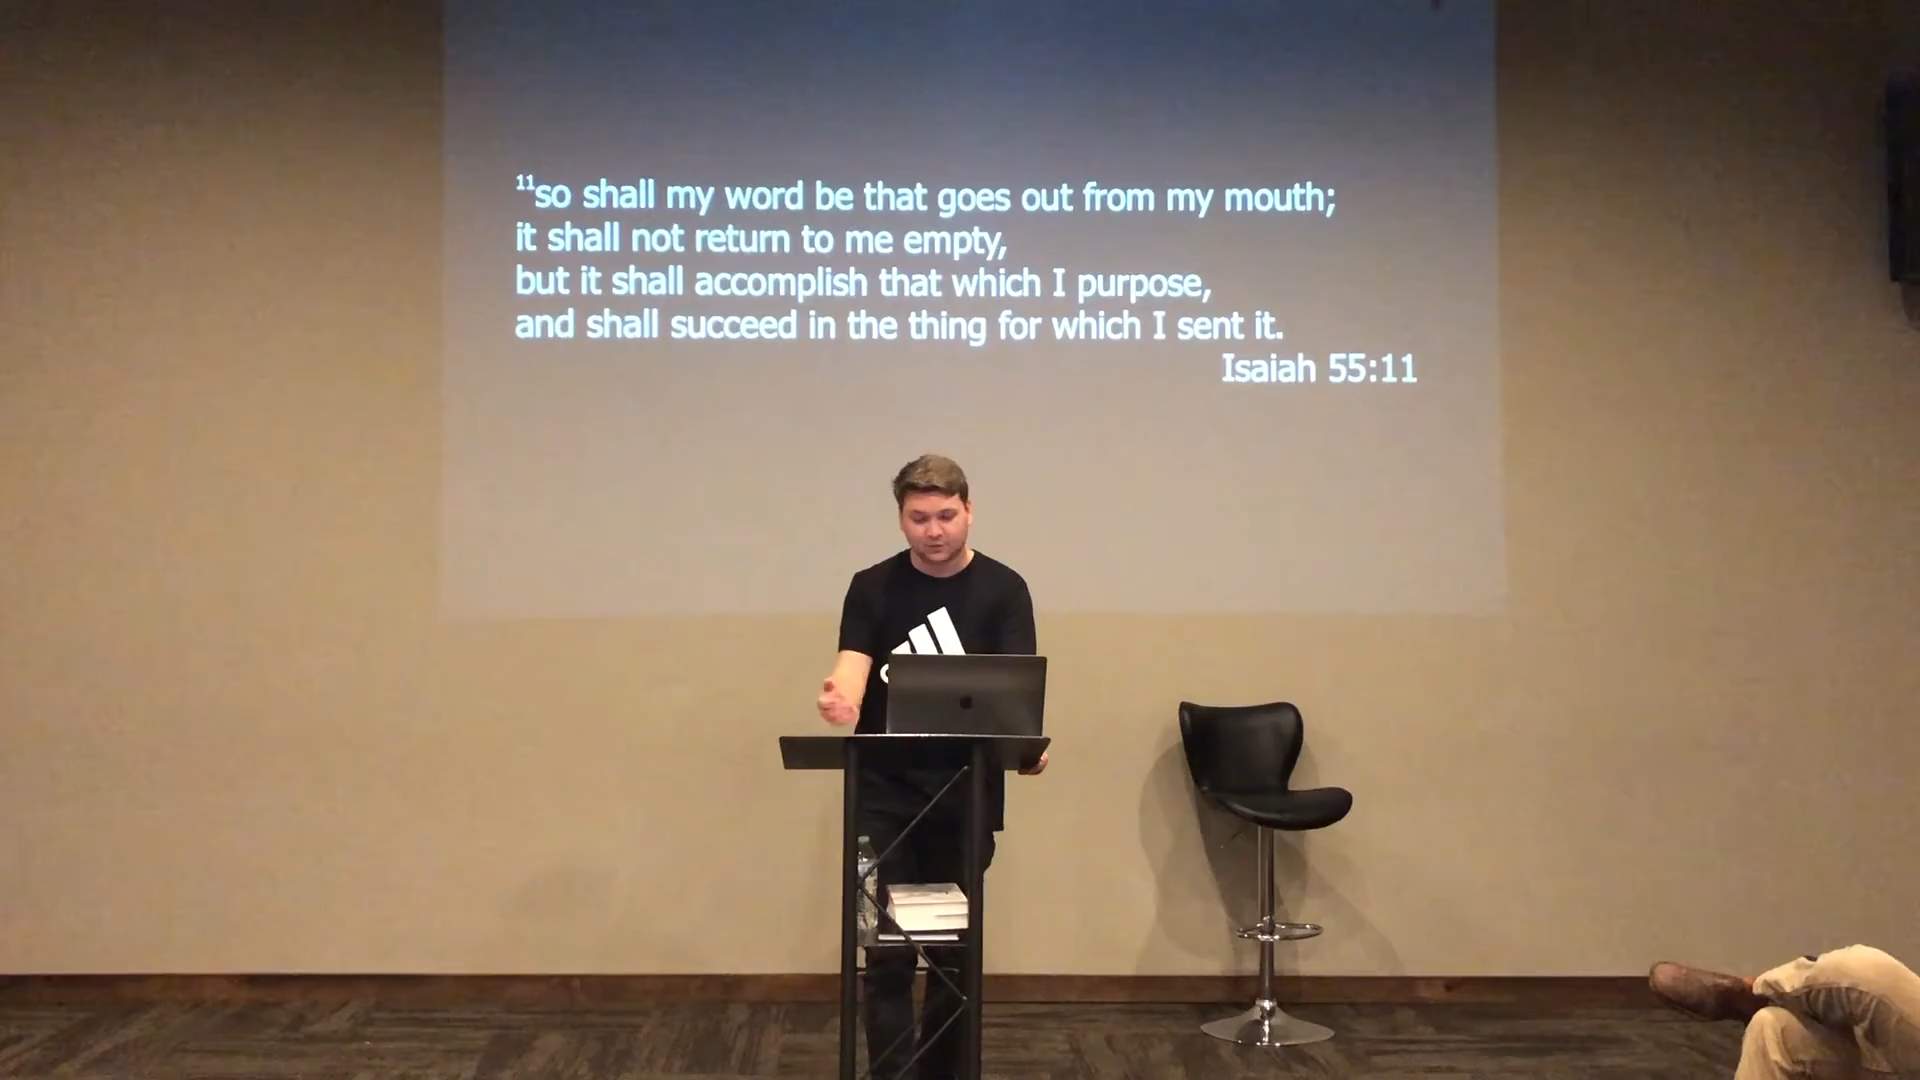 ¹¹so shall my word be that goes out from my mouth;
it shall not return to me empty,
but it shall accomplish that which I purpose,
and shall succeed in the thing for which I sent it.
Isaiah 55:11